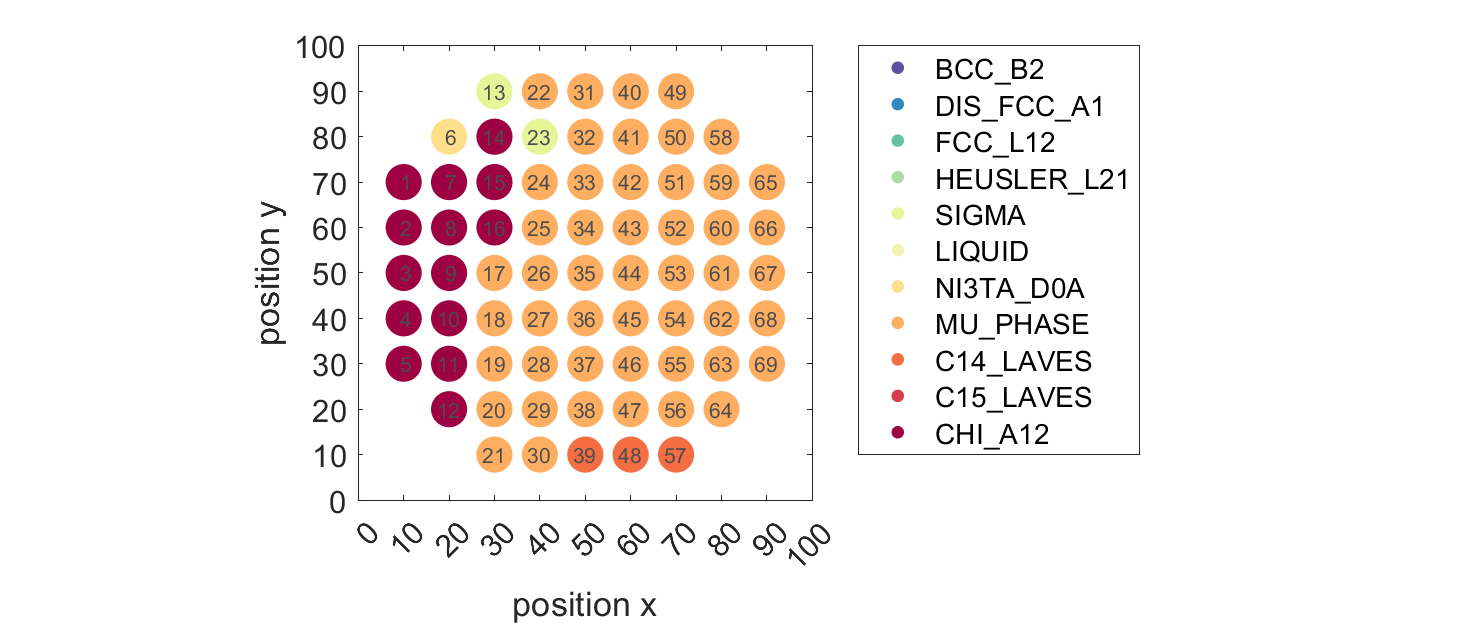 100
90
80
70
60
50
40
30
20
10
0
position y
13 22 31 40 49
6 14 23 32 41 50 58
1 7 15 24 33 42 51 59 65
2 8 16 25 34 43 52 60 66
3 9 17 26 35 44 53 61 67
4 10 18 27 36 45 54 62 68
5 11 19 28 37 46 55 63 69
12 20 29 38 47 56 64
21 30 39 48 57
0 10 20 30 40 50 60 70 80 90 100
position x
BCC_B2
DIS_FCC_A1
FCC_L12
HEUSLER_L21
SIGMA
LIQUID
NI3TA_D0A
MU_PHASE
C14_LAVES
C15_LAVES
CHI_A12